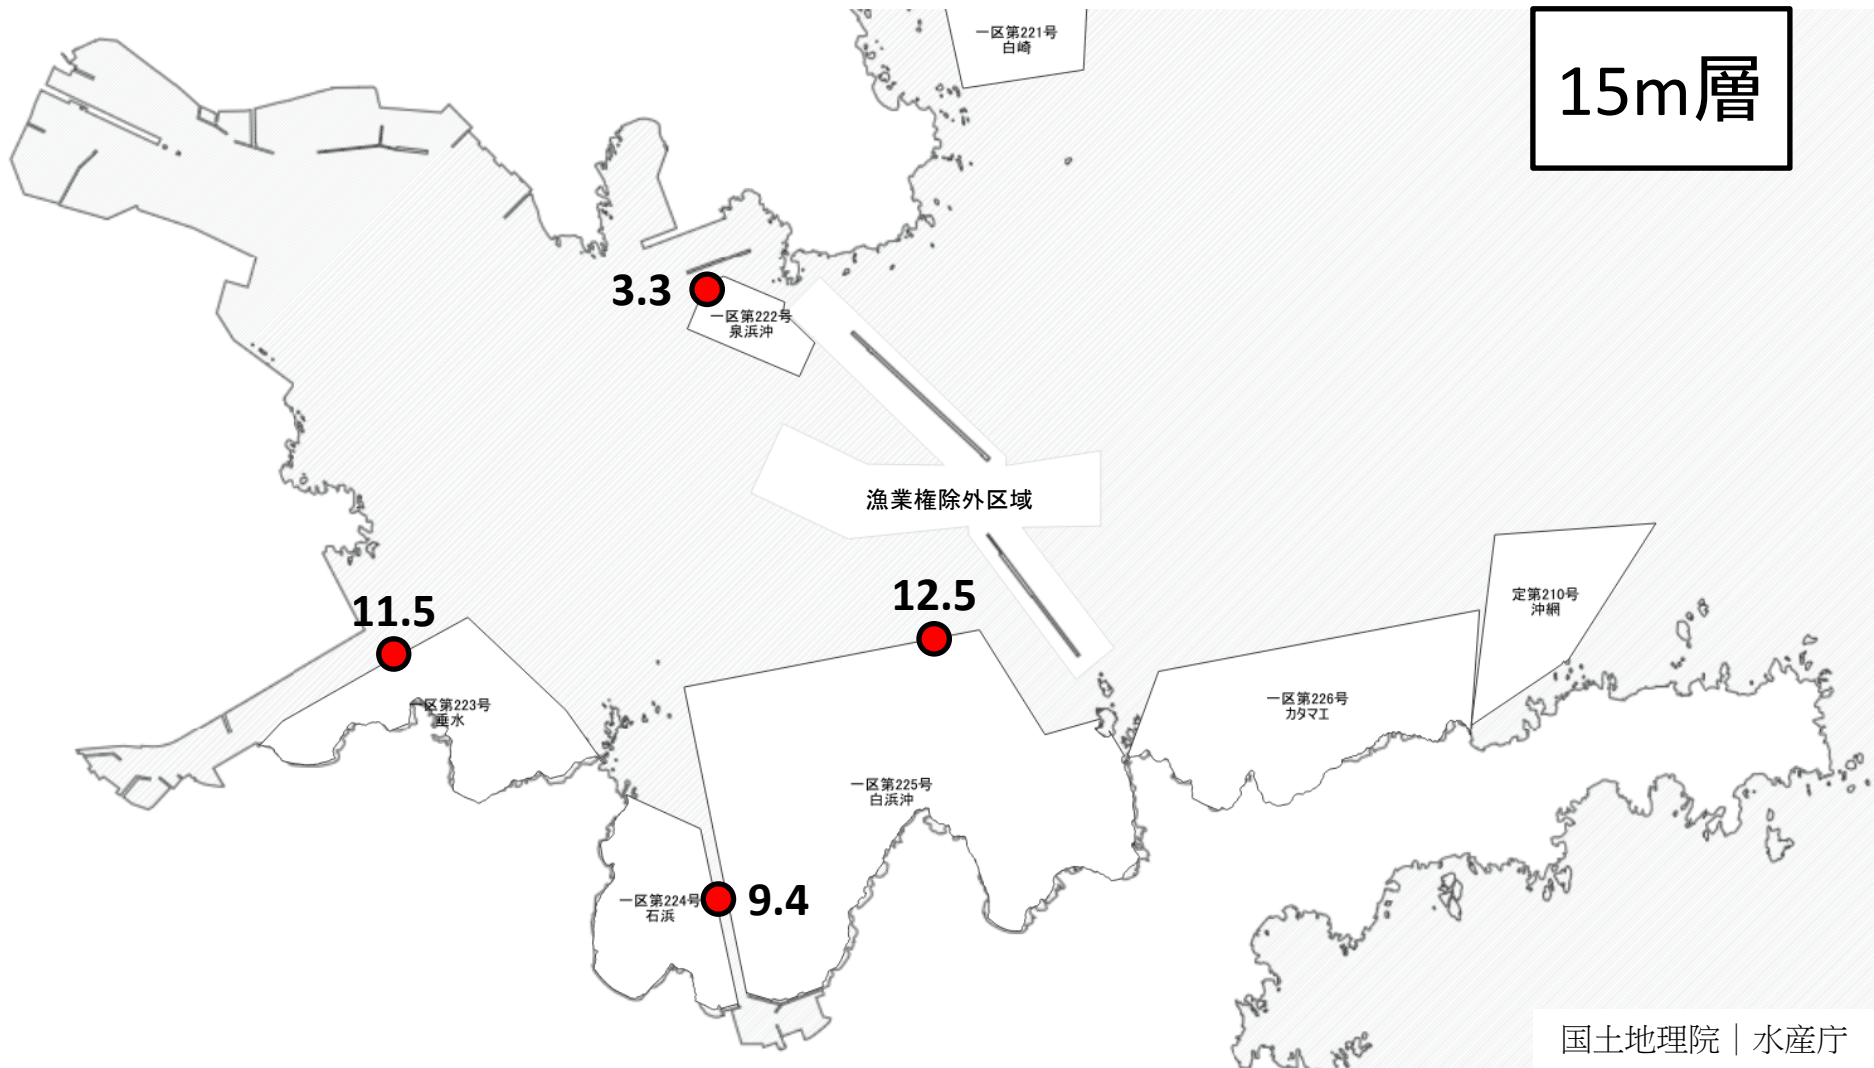 一区第221号
白崎
15m層
3.3
一区第222号
泉浜沖
漁業権除外区域
11.5
12.5
定第210号
沖網
一区第223号
垂水
一区第226号
カタマエ
一区第225号
白浜沖
一区第224号
石浜
9.4
国土地理院｜水産庁